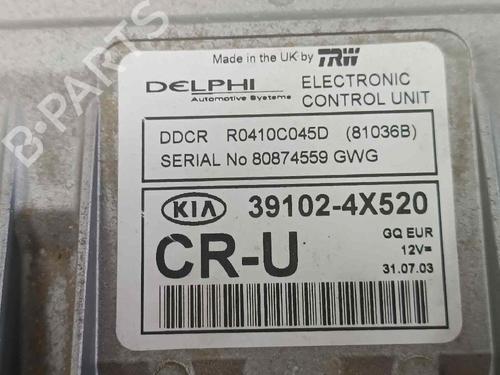 Made in the UK by TRW
DELPHI
Automotive Systems
ELECTRONIC
CONTROL UNIT
DDCR R0410C045D (81036B)
SERIAL No 80874559 GWG
KIA 39102-4X520
CR-U
GQ EUR
12V=
31.07.03
B-PARTS